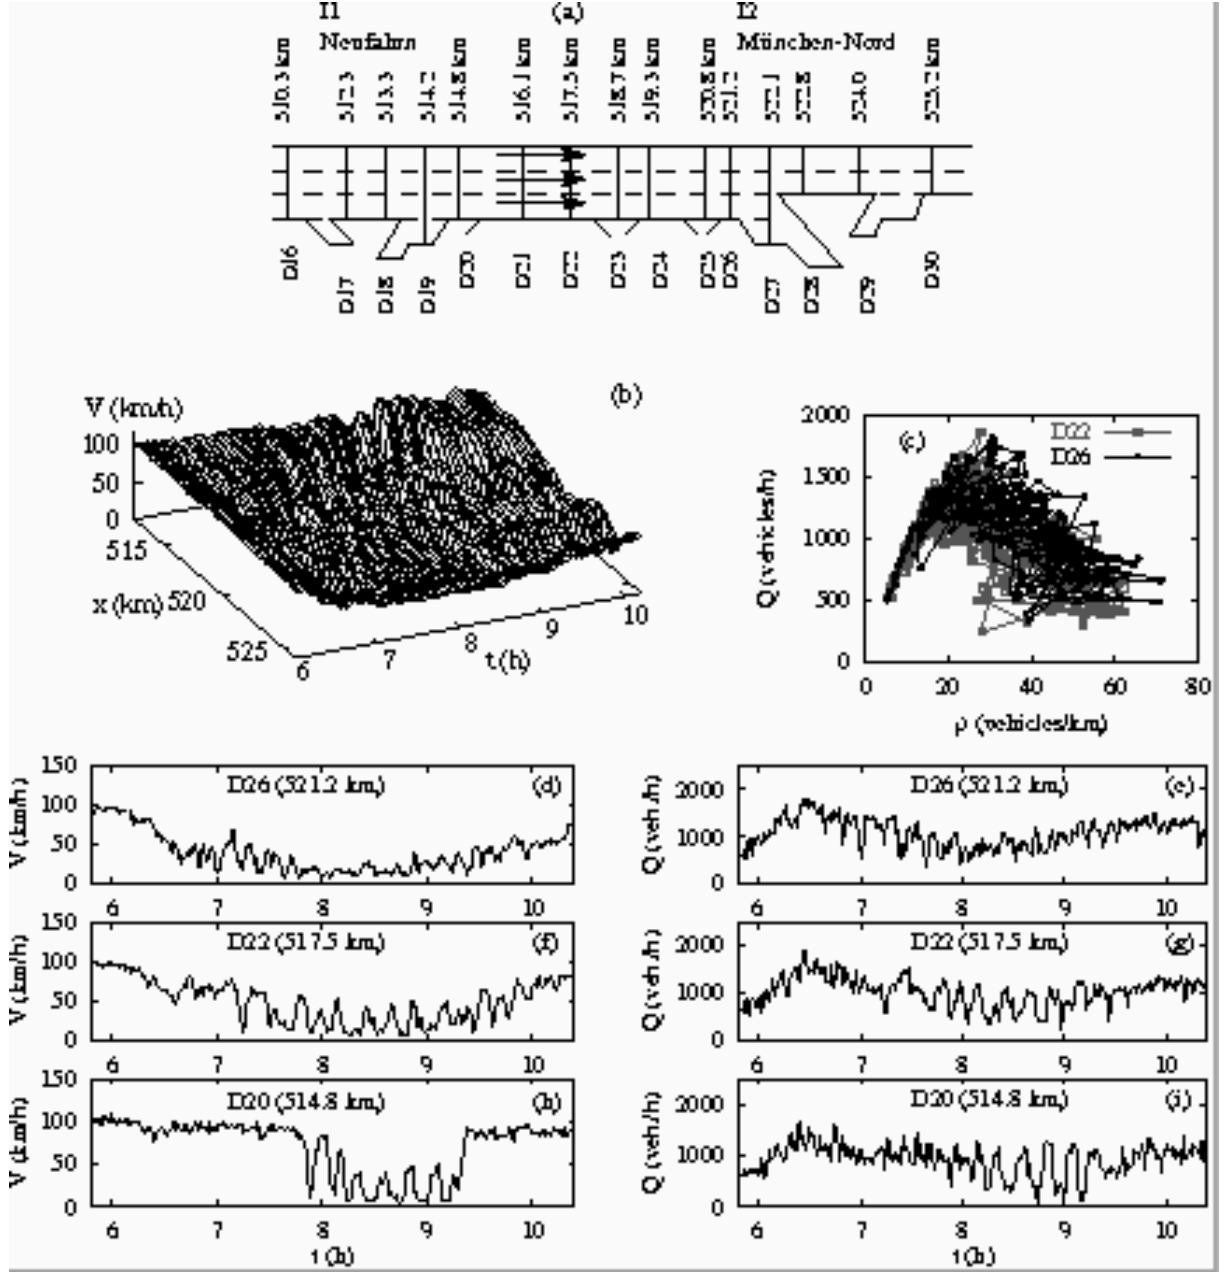 I1 (a) I2
Neufahrn München-Nord
510.3 km 512.3 513.3 514.2 514.8 km 516.1 km 517.5 km 518.7 km 519.3 km 520.8 km 521.2 522.1 522.8 524.0 525.2 km
D16 D17 D18 D19 D20 D21 D22 D23 D24 D25 D26 D27 D28 D29 D30
V (km/h) (b)
100
50
0
515
x (km) 520
525
6 7 8 9 10
t (h)
(c) D22
D26
Q (vehicles/h)
2000
1500
1000
500
0
0 20 40 60 80
ρ (vehicles/km)
D26 (521.2 km) (d)
V (km/h)
150
100
50
0
6 7 8 9 10
D26 (521.2 km) (e)
Q (veh./h)
2000
1000
0
6 7 8 9 10
D22 (517.5 km) (f)
V (km/h)
150
100
50
0
6 7 8 9 10
D22 (517.5 km) (g)
Q (veh./h)
2000
1000
0
6 7 8 9 10
D20 (514.8 km) (h)
V (km/h)
150
100
50
0
6 7 8 9 10
t (h)
D20 (514.8 km) (i)
Q (veh./h)
2000
1000
0
6 7 8 9 10
t (h)